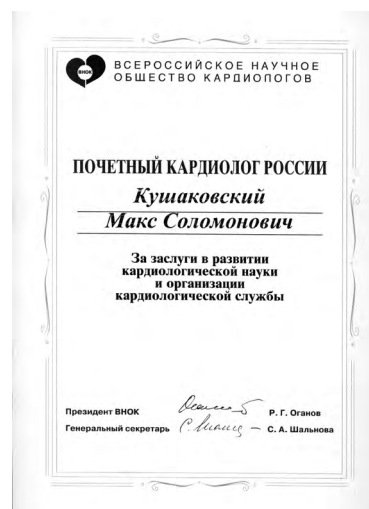 ВНОК
ВСЕРОССИЙСКОЕ НАУЧНОЕ
ОБЩЕСТВО КАРДИОЛОГОВ
ПОЧЕТНЫЙ КАРДИОЛОГ РОССИИ
Кушаковский
Макс Соломонович
За заслуги в развитии
кардиологической науки
и организации
кардиологической службы
Президент ВНОК Р. Г. Оганов
Генеральный секретарь С. А. Шальнова